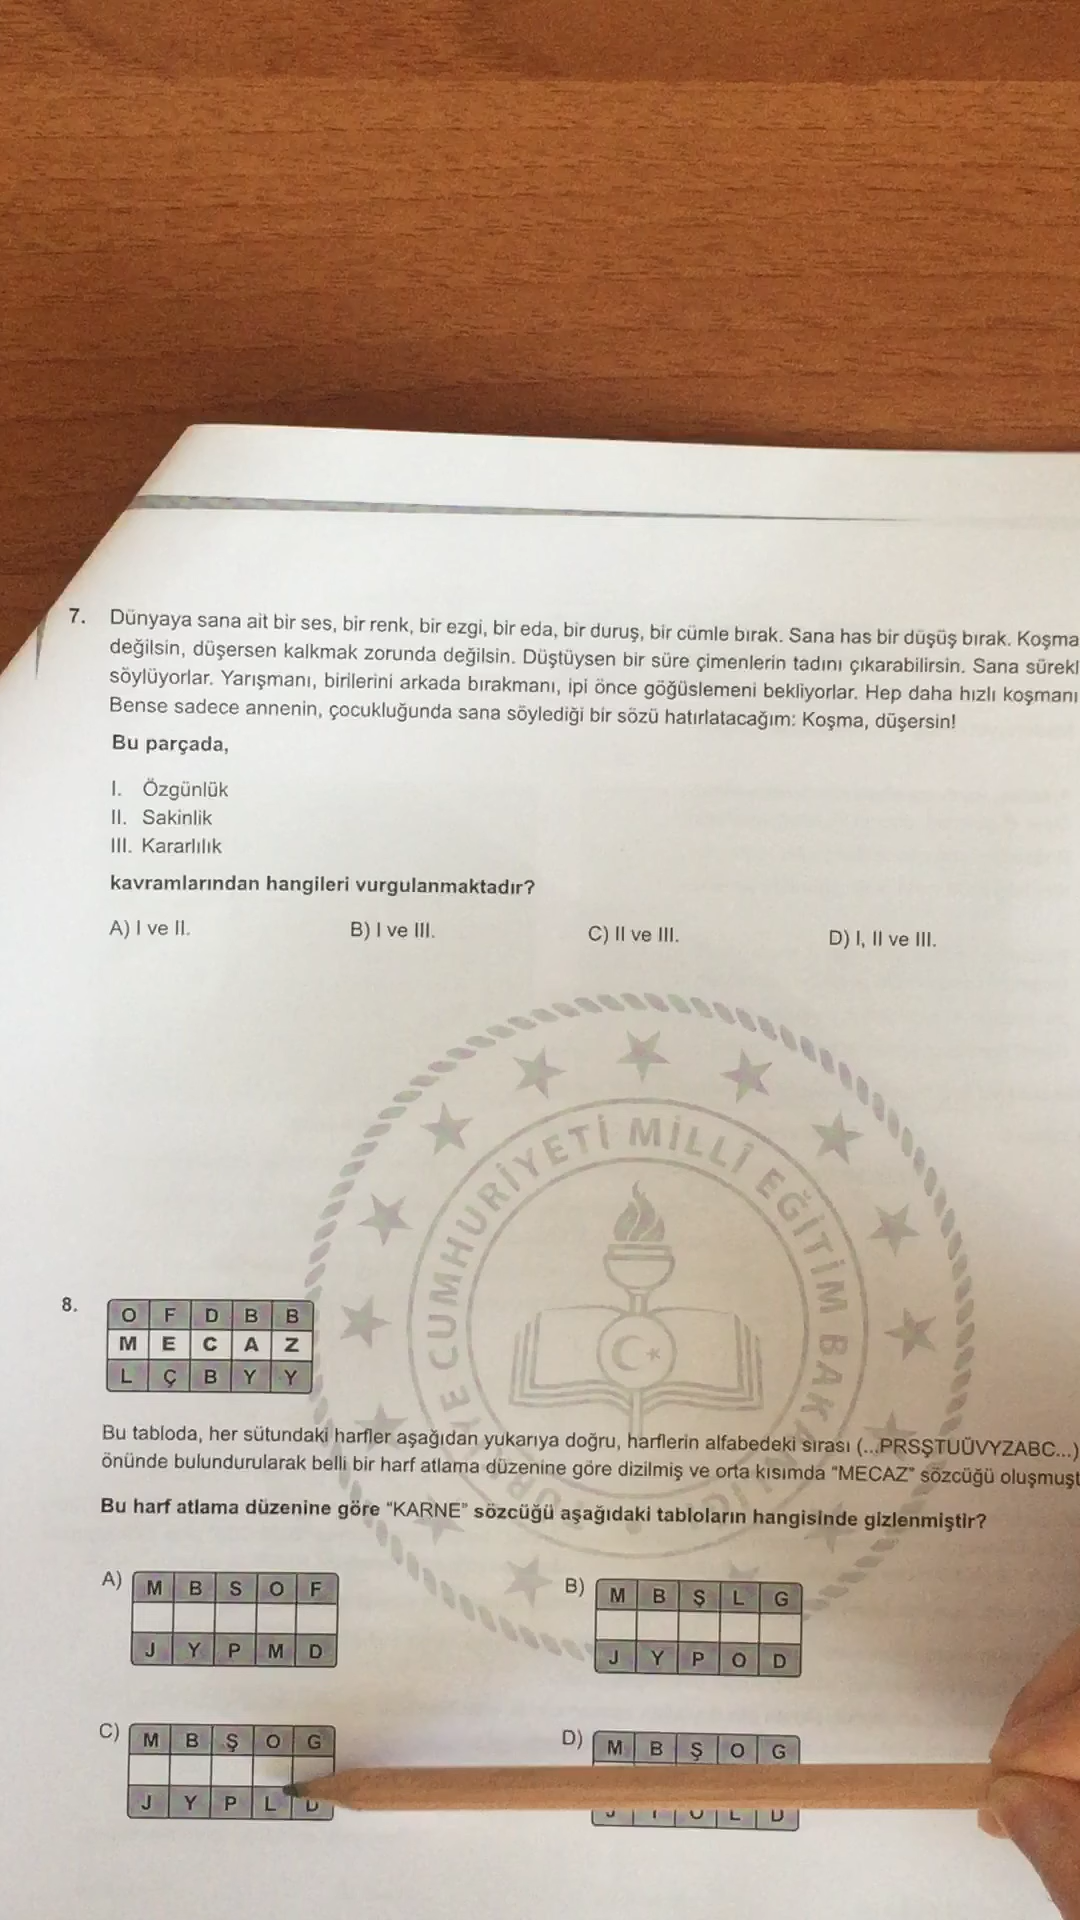 7. Dünyaya sana ait bir ses, bir renk, bir ezgi, bir eda, bir duruş, bir cümle bırak. Sana has bir düşüş bırak. Koşma
değilsin, düşersen kalkmak zorunda değilsin. Düştüysen bir süre çimenlerin tadını çıkarabilirsin. Sana sürekl
söylüyorlar. Yarışmanı, birilerini arkada bırakmanı, ipi önce göğüslemeni bekliyorlar. Hep daha hızlı koşmanı
Bense sadece annenin, çocukluğunda sana söylediği bir sözü hatırlatacağım: Koşma, düşersin!
Bu parçada,
I. Özgünlük
II. Sakinlik
III. Kararlılık
kavramlarından hangileri vurgulanmaktadır?
A) I ve II. B) I ve III. C) II ve III. D) I, II ve III.
CUMHURİYETİ MİLLÎ EĞİTİM BAKA
8.
O F D B B
M E C A Z
L Ç B Y Y
Bu tabloda, her sütundaki harfler aşağıdan yukarıya doğru, harflerin alfabedeki sırası (...PRSŞTUÜVYZABC...)
önünde bulundurularak belli bir harf atlama düzenine göre dizilmiş ve orta kısımda "MECAZ" sözcüğü oluşmuşt
Bu harf atlama düzenine göre "KARNE" sözcüğü aşağıdaki tabloların hangisinde gizlenmiştir?
A)
M B S O F
J Y P M D
B)
M B Ş L G
J Y P O D
C)
M B Ş O G
J Y P L
D)
M B Ş O G